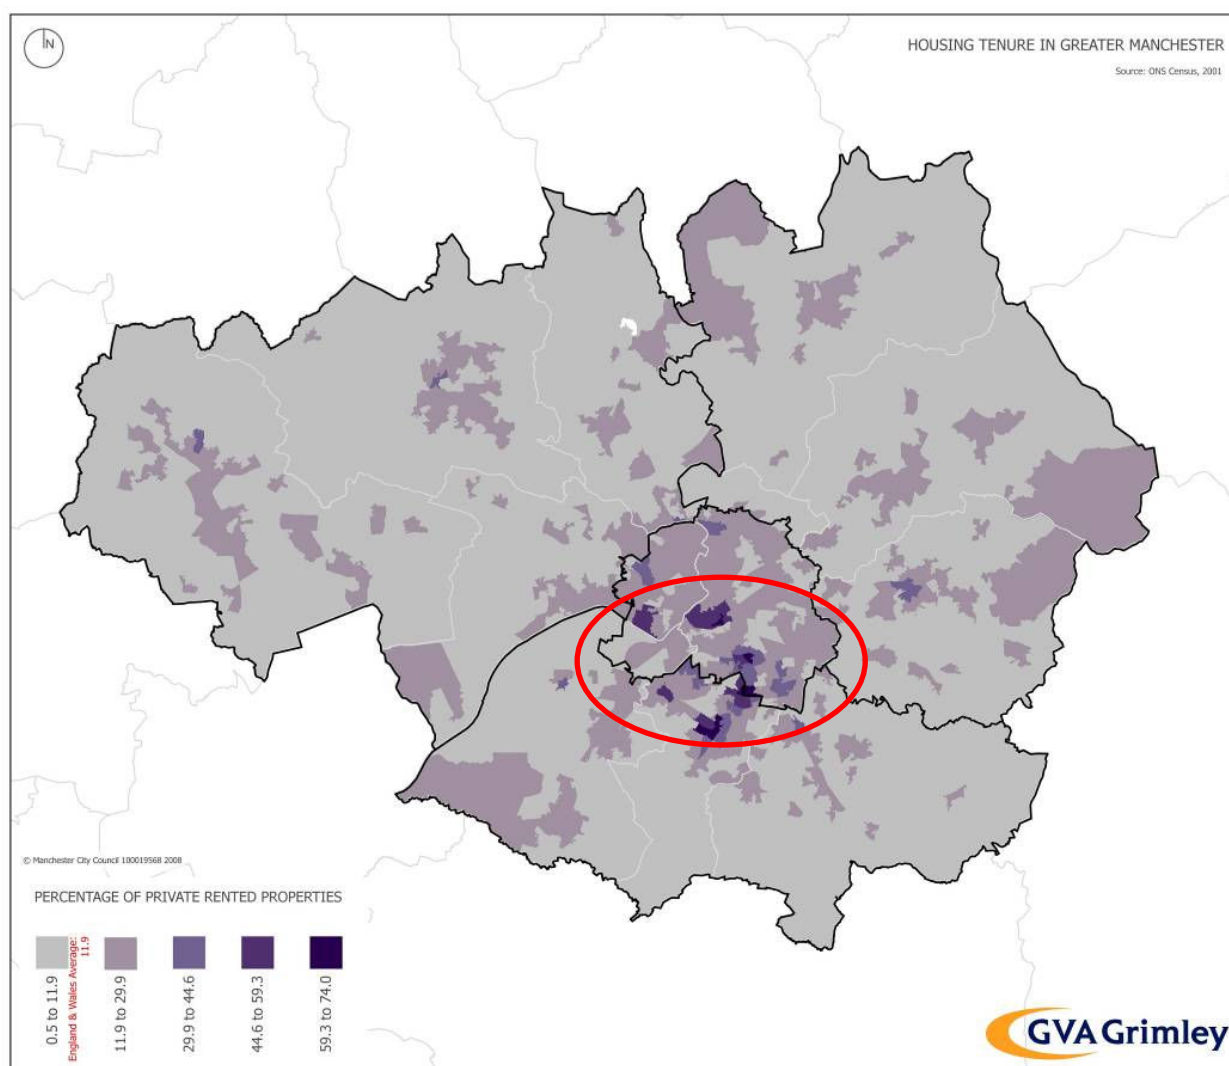 N
HOUSING TENURE IN GREATER MANCHESTER
Source: ONS Census, 2001
© Manchester City Council 100019568 2008
PERCENTAGE OF PRIVATE RENTED PROPERTIES
0.5 to 11.9
England & Wales Average:
11.9
11.9 to 29.9
29.9 to 44.6
44.6 to 59.3
59.3 to 74.0
GVA Grimley